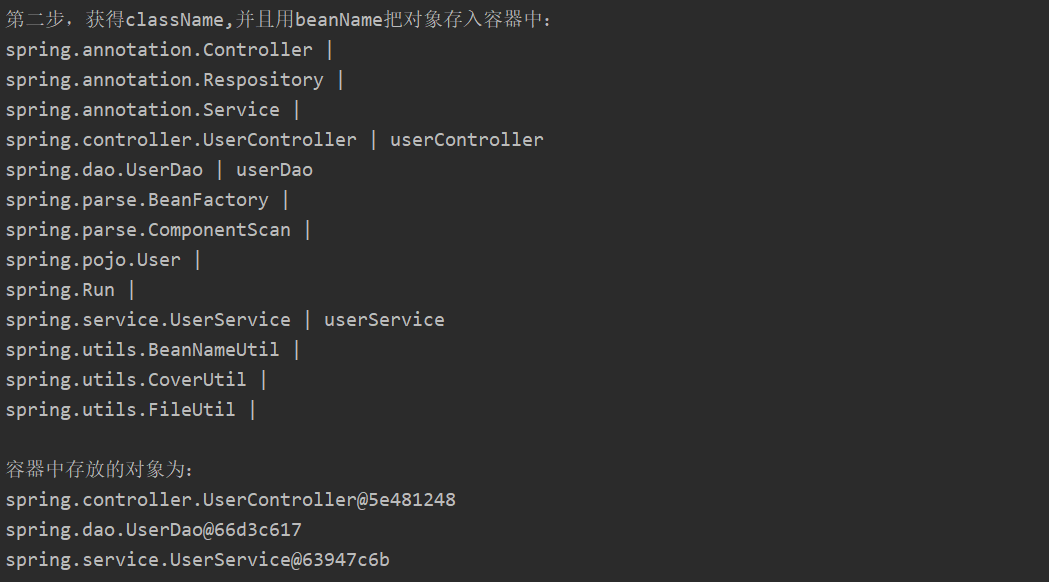 第二步，获得className,并且用beanName把对象存入容器中:
spring.annotation.Controller |
spring.annotation.Respository |
spring.annotation.Service |
spring.controller.UserController | userController
spring.dao.UserDao | userDao
spring.parse.BeanFactory |
spring.parse.ComponentScan |
spring.pojo.User |
spring.Run |
spring.service.UserService | userService
spring.utils.BeanNameUtil |
spring.utils.CoverUtil |
spring.utils.FileUtil |
容器中存放的对象为:
spring.controller.UserController@5e481248
spring.dao.UserDao@66d3c617
spring.service.UserService@63947c6b